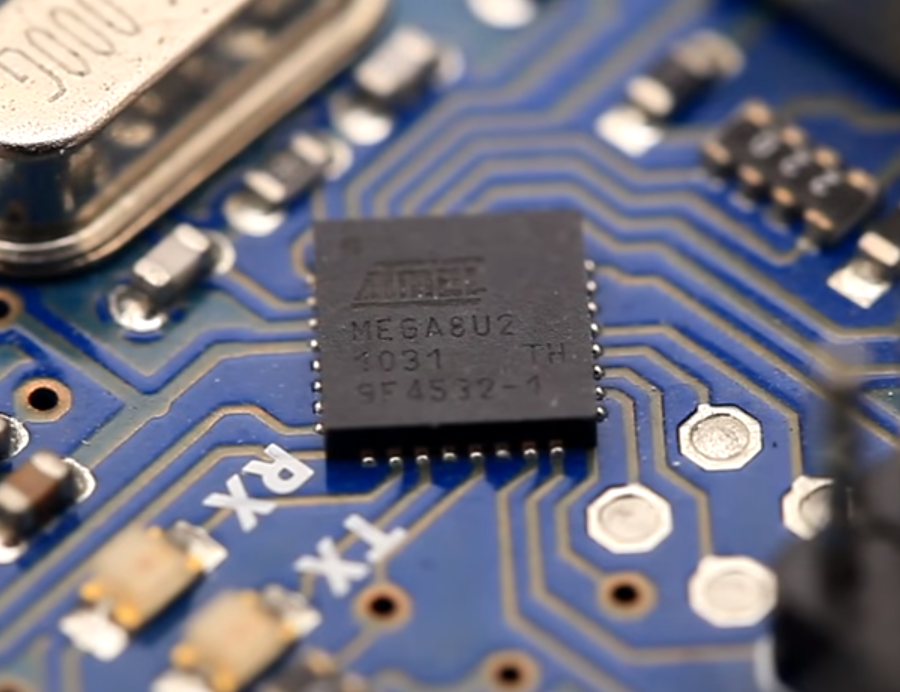 ATMEL
MEGA8U2
1031 TH
9F4532-1
RX
TX